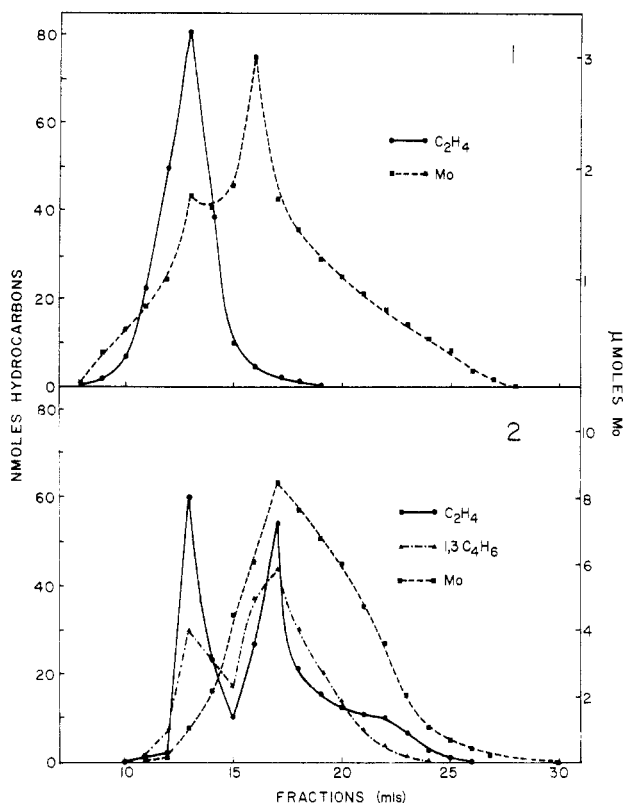 80
60
40
20
0
3
2
1
1
C₂H₄
Mo
NMOLES HYDROCARBONS
μMOLES Mo
80
60
40
20
0
10
8
6
4
2
2
C₂H₄
1,3 C₄H₆
Mo
10 15 20 25 30
FRACTIONS (mls)